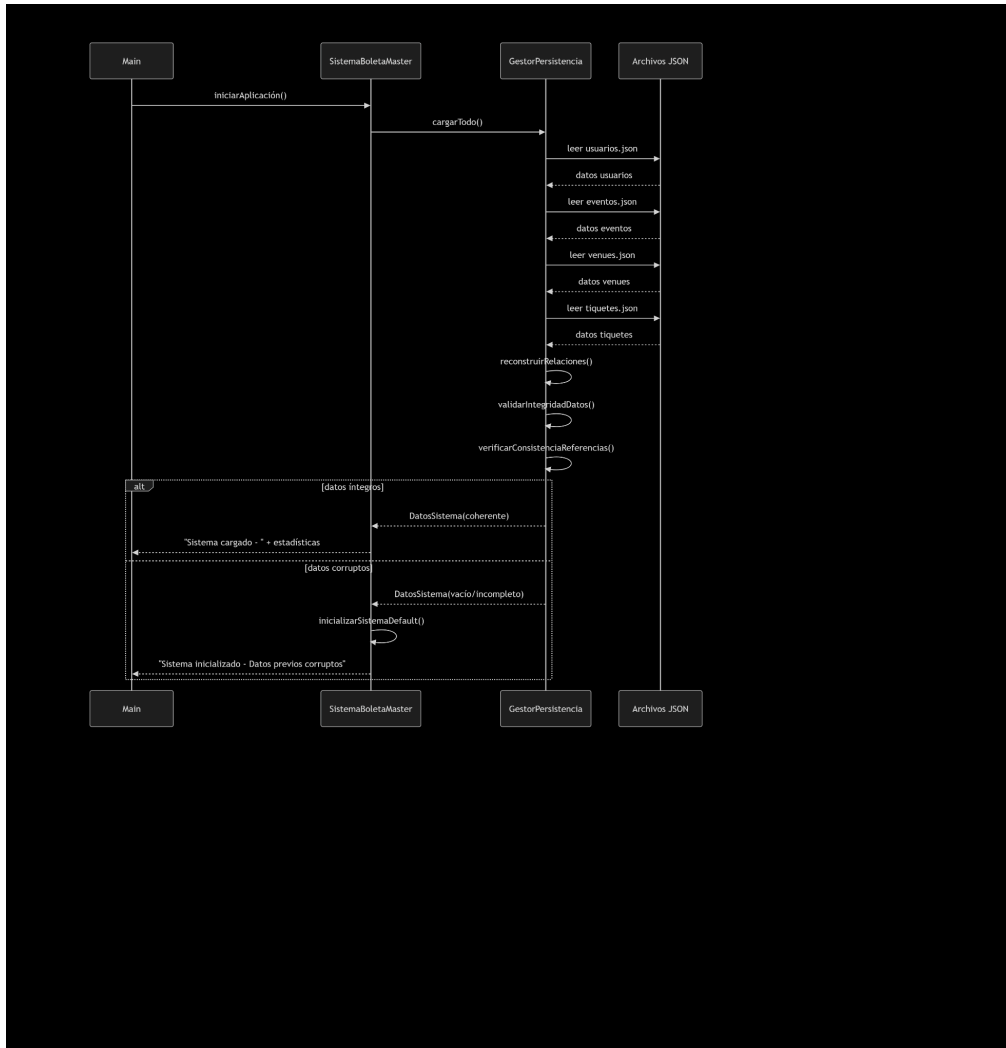 Main
SistemaBoletaMaster
GestorPersistencia
Archivos JSON
iniciarAplicación()
cargarTodo()
leer usuarios.json
datos usuarios
leer eventos.json
datos eventos
leer venues.json
datos venues
leer tiquetes.json
datos tiquetes
reconstruirRelaciones()
validarIntegridadDatos()
verificarConsistenciaReferencias()
alt
[datos íntegros]
DatosSistema(coherente)
"Sistema cargado - " + estadísticas
[datos corruptos]
DatosSistema(vacío/incompleto)
inicializarSistemaDefault()
"Sistema inicializado - Datos previos corruptos"
Main
SistemaBoletaMaster
GestorPersistencia
Archivos JSON